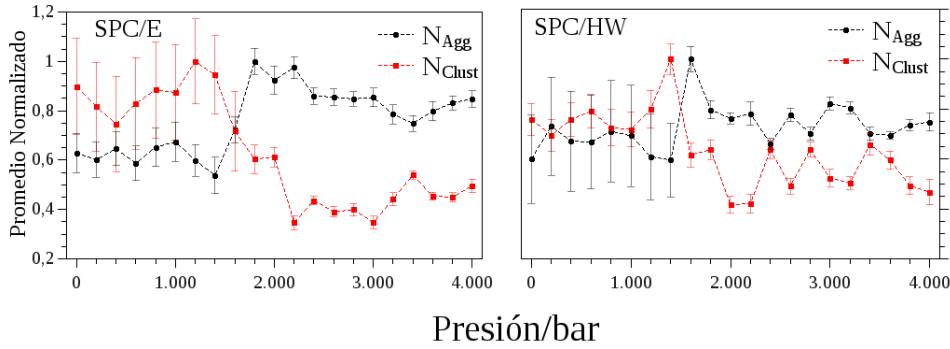 Promedio Normalizado
1,2
1
0,8
0,6
0,4
0,2
SPC/E
N_Agg
N_Clust
0 1.000 2.000 3.000 4.000
SPC/HW
N_Agg
N_Clust
0 1.000 2.000 3.000 4.000
Presión/bar